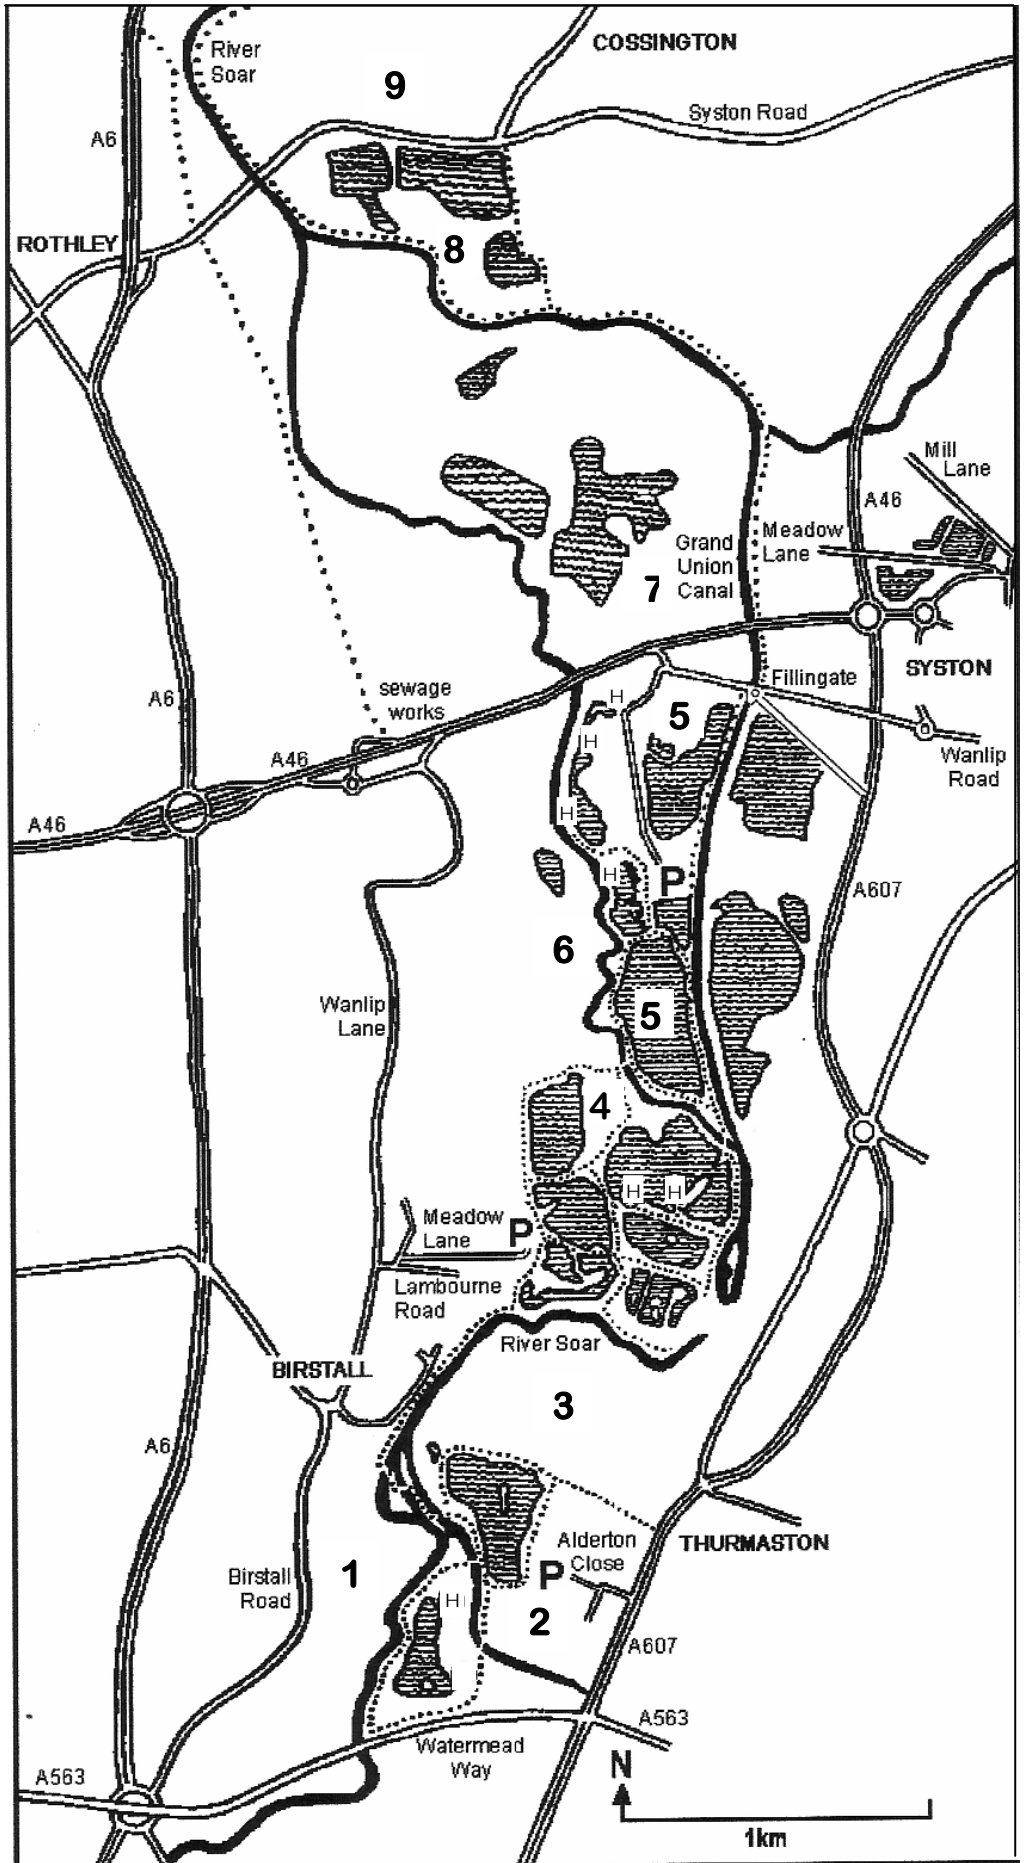 COSSINGTON
River
Soar
9
Syston Road
A6
ROTHLEY
8
Mill
Lane
A46
Meadow
Lane
Grand
Union
Canal
7
SYSTON
Fillingate
sewage
works
A6
H
5
H
Wanlip
Road
A46
H
A46
H
P
A607
6
Wanlip
Lane
5
4
H
H
Meadow
Lane
P
Lambourne
Road
River Soar
BIRSTALL
3
A6
THURMASTON
Alderton
Close
1
P
Birstall
Road
H
2
A607
A563
Watermead
Way
N
A563
1km